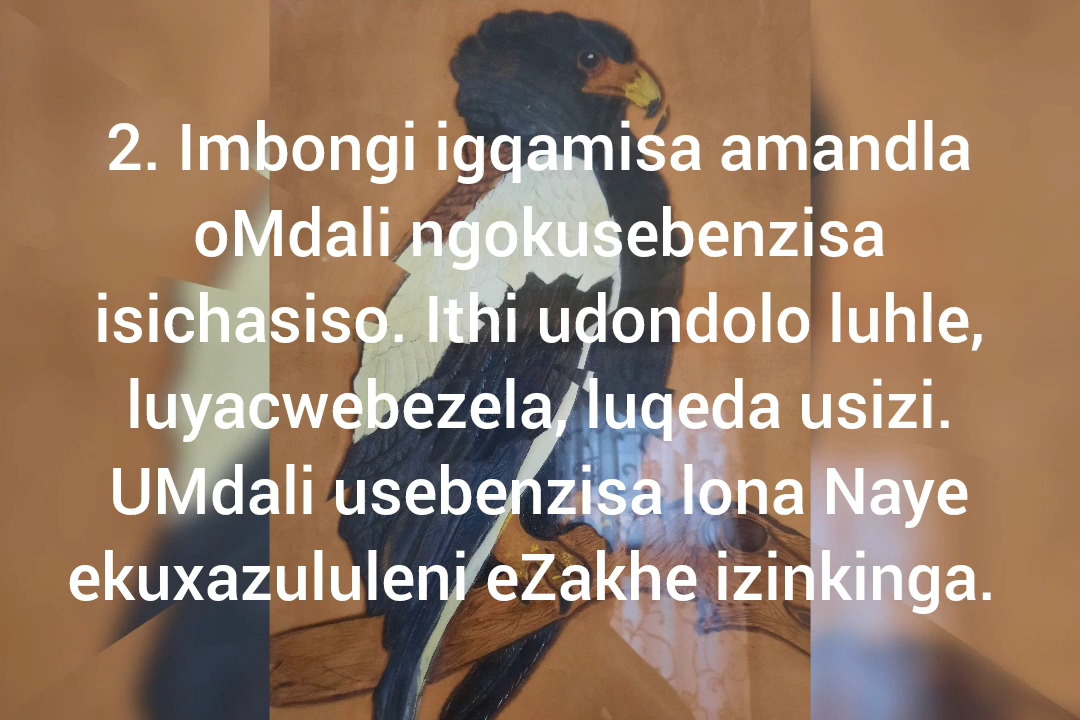 2. Imbongi igqamisa amandla
oMdali ngokusebenzisa
isichasiso. Ithi udondolo luhle,
luyacwebezela, luqeda usizi.
UMdali usebenzisa lona Naye
ekuxazululeni eZakhe izinkinga.